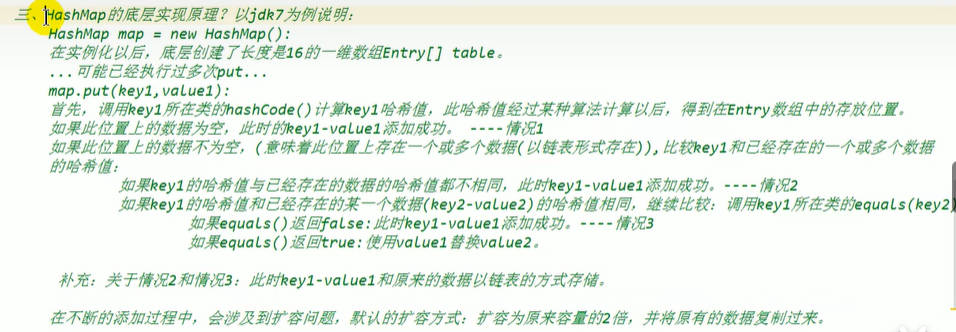 三、HashMap的底层实现原理？以jdk7为例说明：
HashMap map = new HashMap():
在实例化以后，底层创建了长度是16的一维数组Entry[] table。
...可能已经执行过多次put...
map.put(key1,value1):
首先，调用key1所在类的hashCode()计算key1哈希值，此哈希值经过某种算法计算以后，得到在Entry数组中的存放位置。
如果此位置上的数据为空，此时的key1-value1添加成功。 ----情况1
如果此位置上的数据不为空，(意味着此位置上存在一个或多个数据(以链表形式存在)),比较key1和已经存在的一个或多个数据
的哈希值：
如果key1的哈希值与已经存在的数据的哈希值都不相同，此时key1-value1添加成功。----情况2
如果key1的哈希值和已经存在的某一个数据(key2-value2)的哈希值相同，继续比较：调用key1所在类的equals(key2)
如果equals()返回false:此时key1-value1添加成功。----情况3
如果equals()返回true:使用value1替换value2。
补充：关于情况2和情况3：此时key1-value1和原来的数据以链表的方式存储。
在不断的添加过程中，会涉及到扩容问题，默认的扩容方式：扩容为原来容量的2倍，并将原有的数据复制过来。